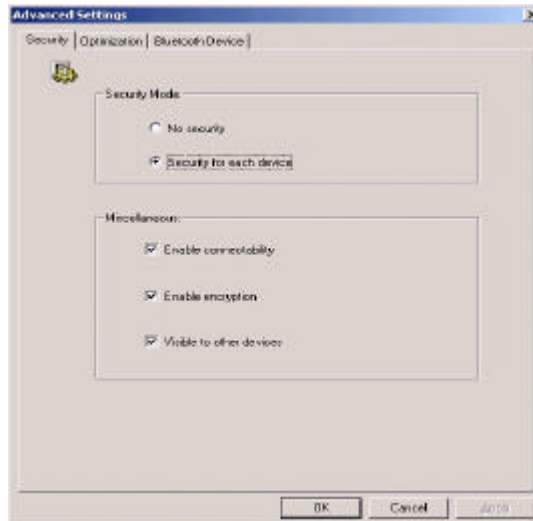 Advanced Settings
Security Optimization Bluetooth Device
Security Mode
No security
Security for each device
Miscellaneous:
Enable connectability
Enable encryption
Visible to other devices
OK Cancel Apply